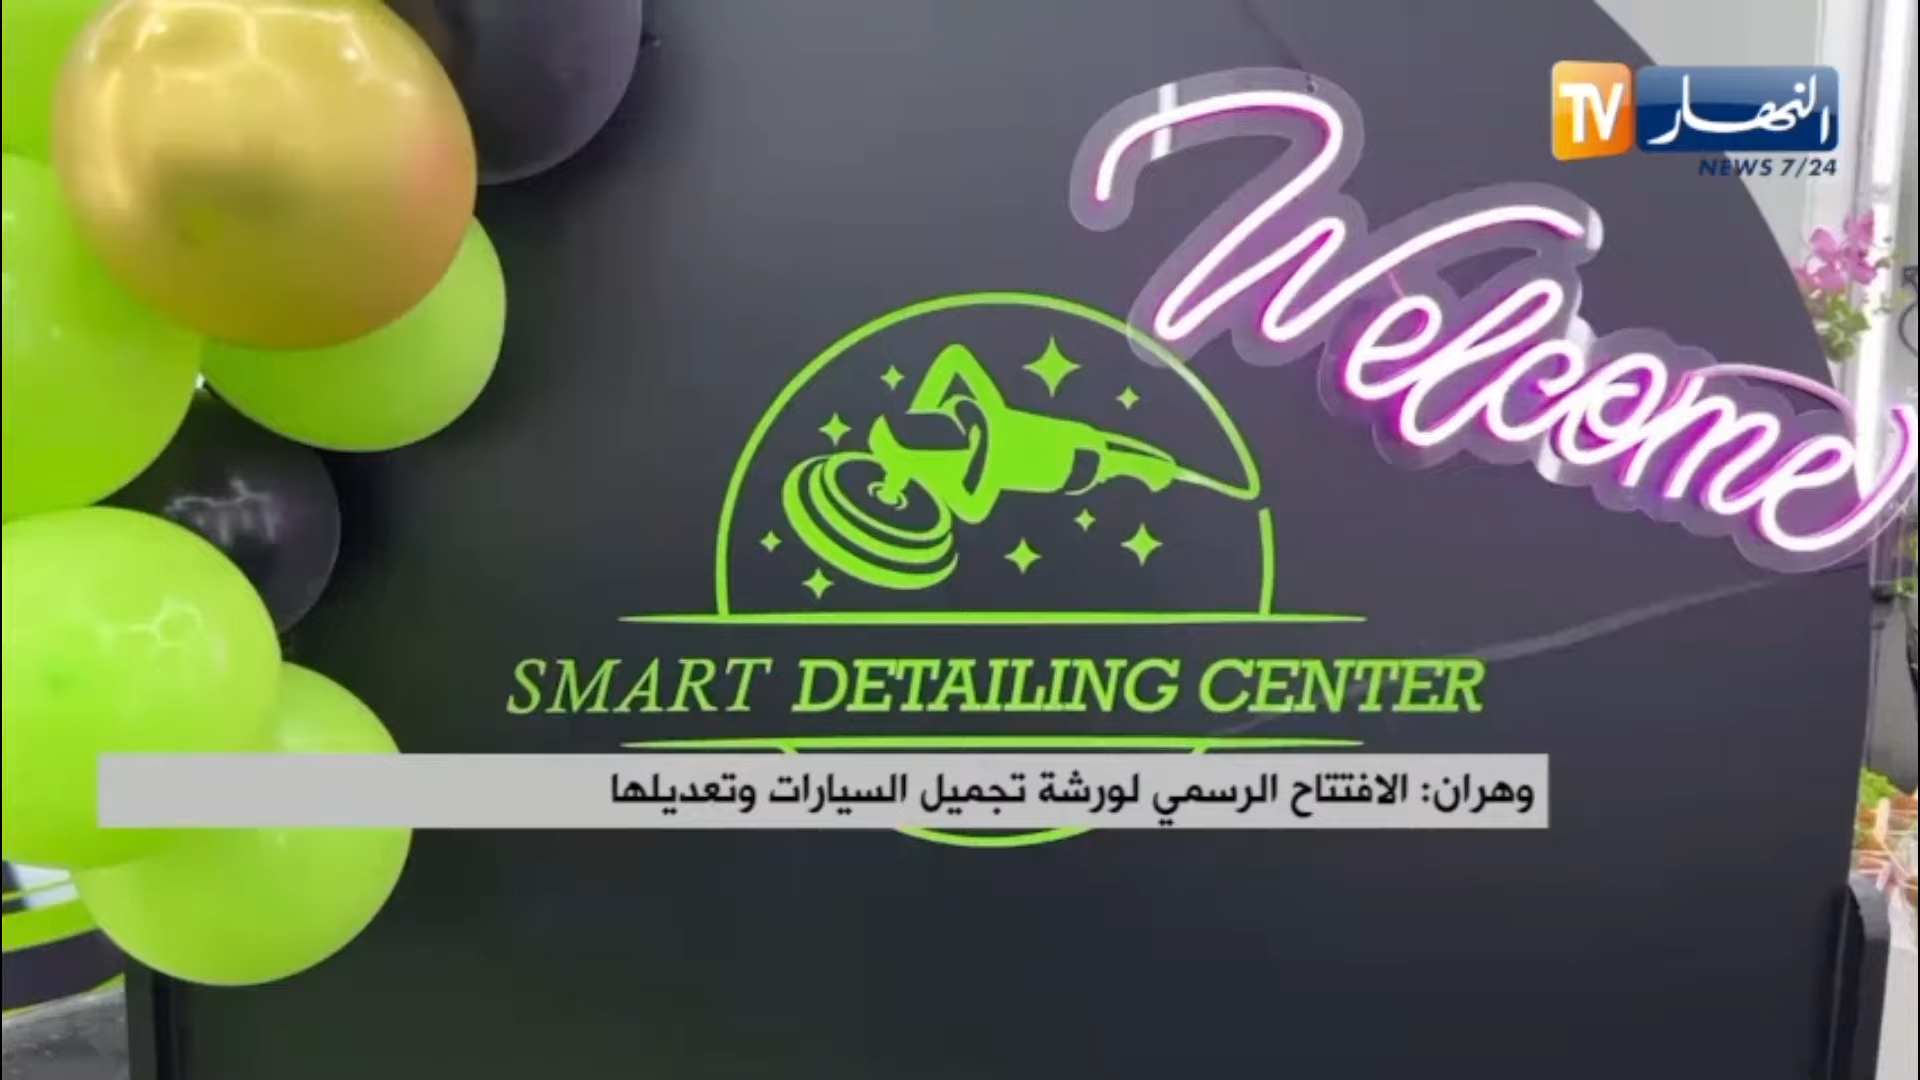 TV النهار
NEWS 7/24
Welcome
SMART DETAILING CENTER
وهران: الافتتاح الرسمي لورشة تجميل السيارات وتعديلها